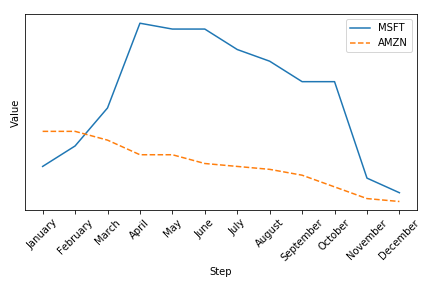 MSFT
AMZN
Value
January
February
March
April
May
June
July
August
September
October
November
December
Step